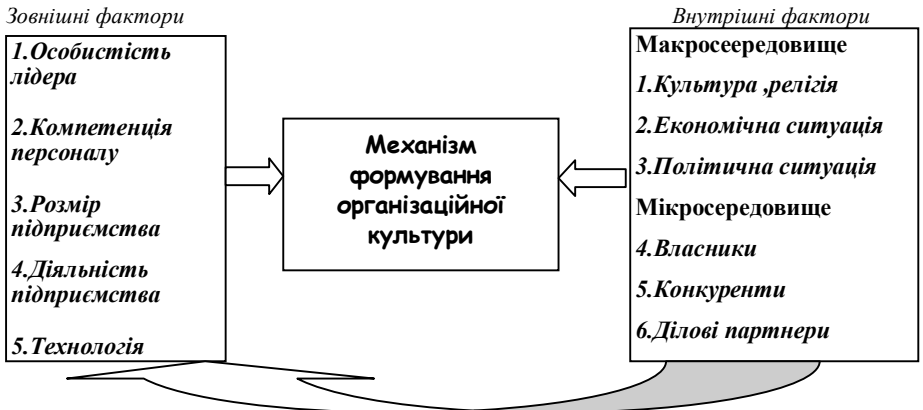 Зовнішні фактори
1.Особистість
лідера
2.Компетенція
персоналу
3.Розмір
підприємства
4.Діяльність
підприємства
5.Технологія
Механізм
формування
організаційної
культури
Внутрішні фактори
Макросеередовище
1.Культура ,релігія
2.Економічна ситуація
3.Політична ситуація
Мікросередовище
4.Власники
5.Конкуренти
6.Ділові партнери